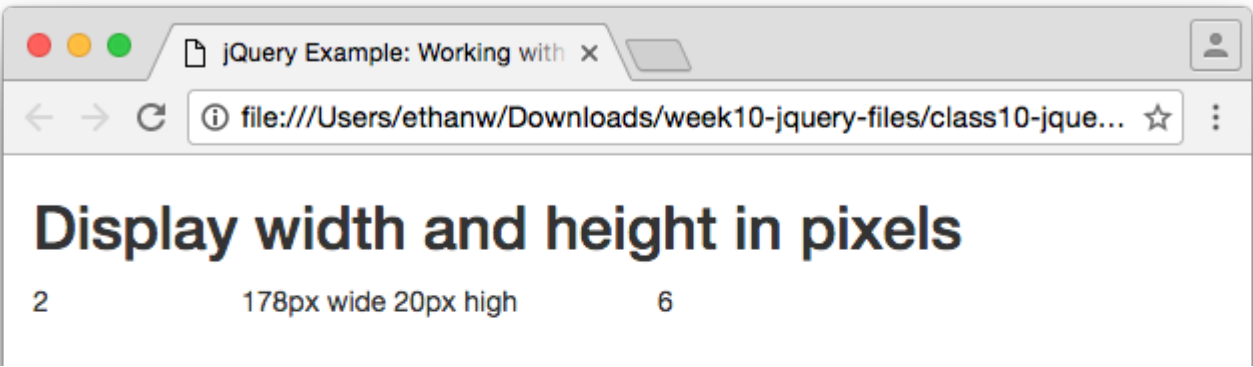 jQuery Example: Working with
file:///Users/ethanw/Downloads/week10-jquery-files/class10-jque...
Display width and height in pixels
2 178px wide 20px high 6